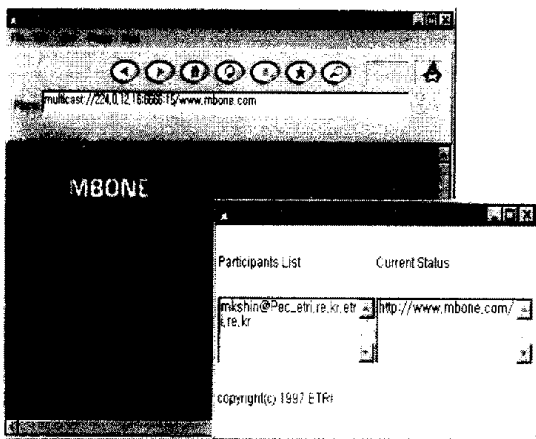 multicast://224.0.12.16:6666:15/www.mbone.com
MBONE
Participants List
Current Status
mkshin@Pec_etri.re.kr.etr
i.re.kr
http://www.mbone.com/
copyright(c) 1997 ETRI